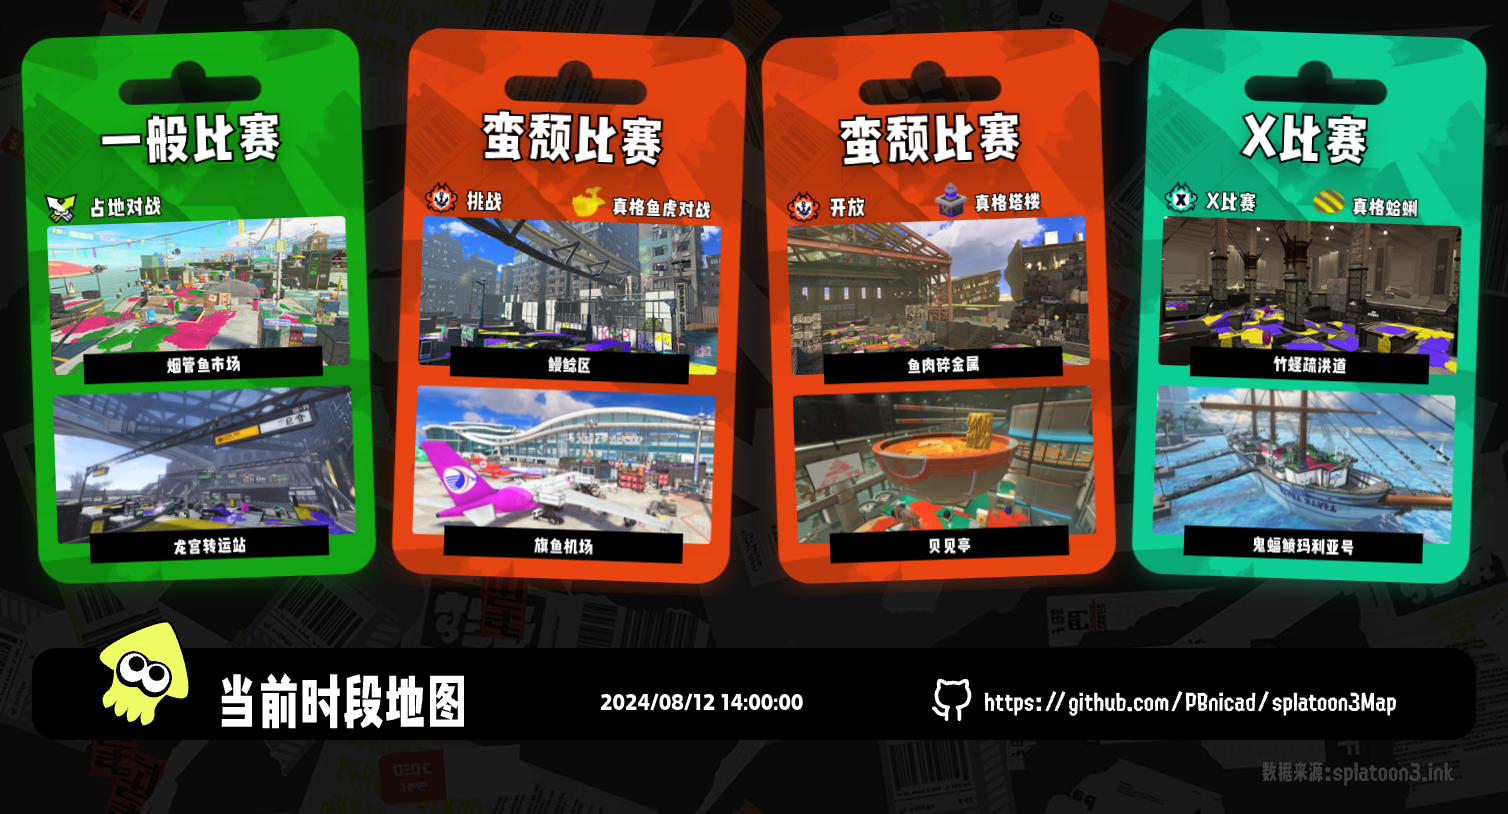 一般比赛
占地对战
烟管鱼市场
龙宫转运站
蛮颓比赛
挑战
真格鱼虎对战
鳗鲶区
旗鱼机场
蛮颓比赛
开放
真格塔楼
鱼肉碎金属
贝贝亭
X比赛
X比赛
真格蛤蜊
竹蛏疏洪道
鬼蝠鲼玛利亚号
当前时段地图
2024/08/12 14:00:00
https://github.com/PBnicad/splatoon3Map
数据来源:splatoon3.ink